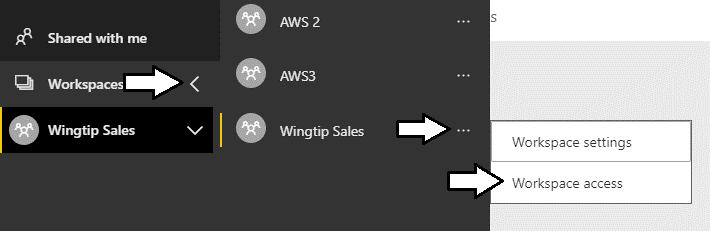 Shared with me
Workspaces
Wingtip Sales
AWS 2
AWS3
Wingtip Sales
Workspace settings
Workspace access
s